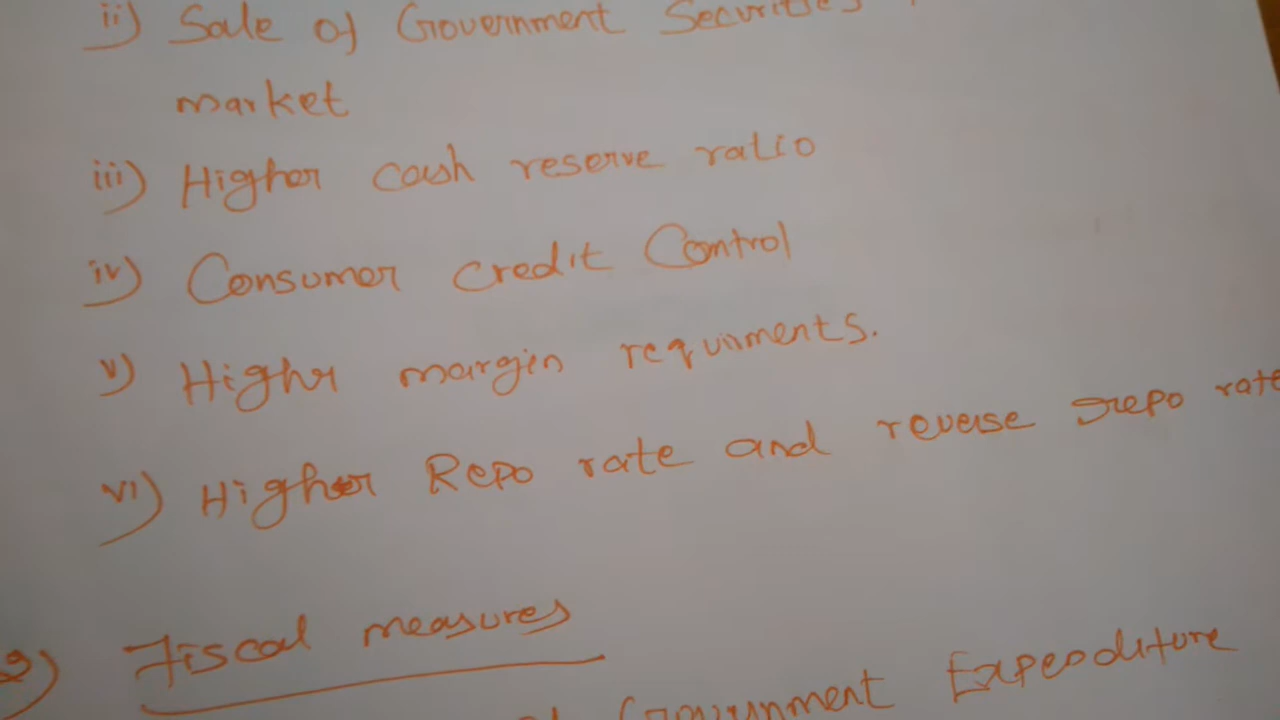 ii) Sale of Government Securities
market
iii) Higher cash reserve ratio
iv) Consumer credit Control
v) Highr margin requirments.
vi) Higher Repo rate and reverse repo rate
2) Fiscal measures
Government Expenditure